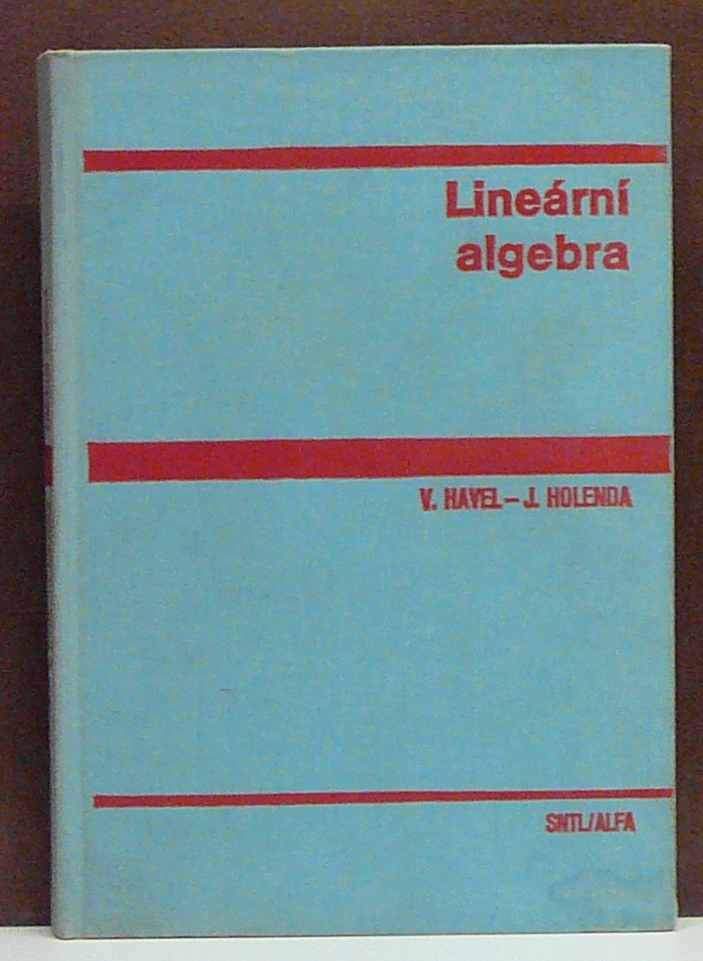 Lineární
algebra
V. HAVEL – J. HOLENDA
SNTL/ALFA